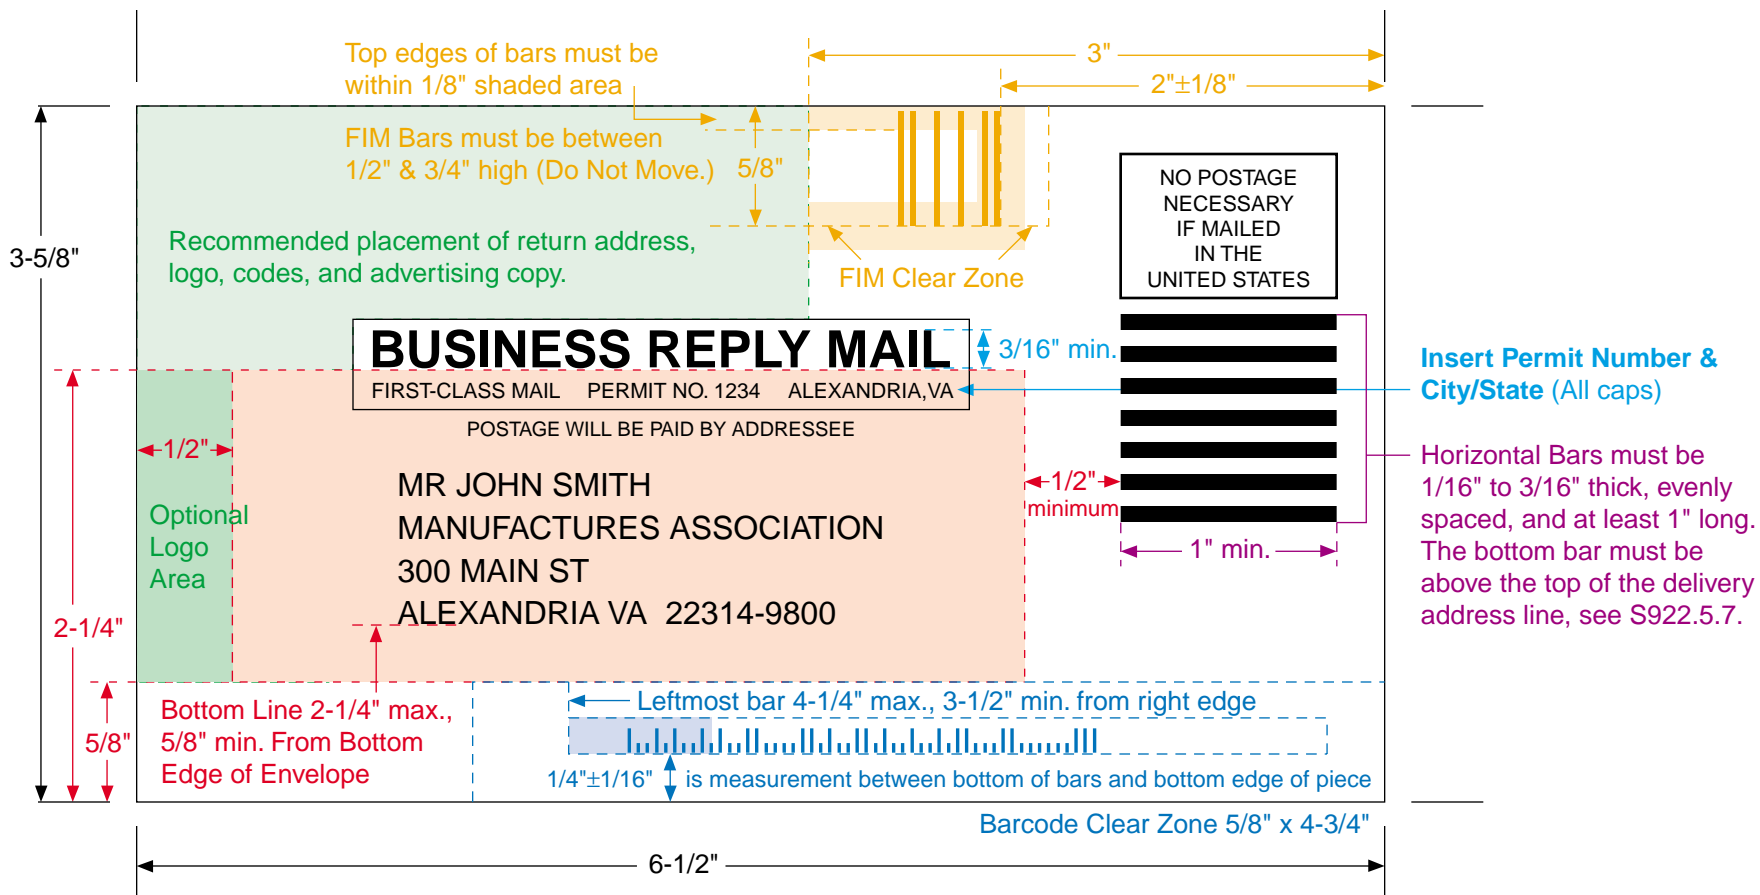 Top edges of bars must be
within 1/8" shaded area
3"
2"±1/8"
FIM Bars must be between
1/2" & 3/4" high (Do Not Move.)
5/8"
NO POSTAGE
NECESSARY
IF MAILED
IN THE
UNITED STATES
3-5/8"
Recommended placement of return address,
logo, codes, and advertising copy.
FIM Clear Zone
BUSINESS REPLY MAIL
3/16" min.
FIRST-CLASS MAIL PERMIT NO. 1234 ALEXANDRIA,VA
Insert Permit Number &
City/State (All caps)
POSTAGE WILL BE PAID BY ADDRESSEE
1/2"
MR JOHN SMITH
MANUFACTURES ASSOCIATION
300 MAIN ST
ALEXANDRIA VA 22314-9800
1/2"
minimum
Horizontal Bars must be
1/16" to 3/16" thick, evenly
spaced, and at least 1" long.
The bottom bar must be
above the top of the delivery
address line, see S922.5.7.
Optional
Logo
Area
1" min.
2-1/4"
5/8"
Bottom Line 2-1/4" max.,
5/8" min. From Bottom
Edge of Envelope
Leftmost bar 4-1/4" max., 3-1/2" min. from right edge
1/4"±1/16" is measurement between bottom of bars and bottom edge of piece
Barcode Clear Zone 5/8" x 4-3/4"
6-1/2"